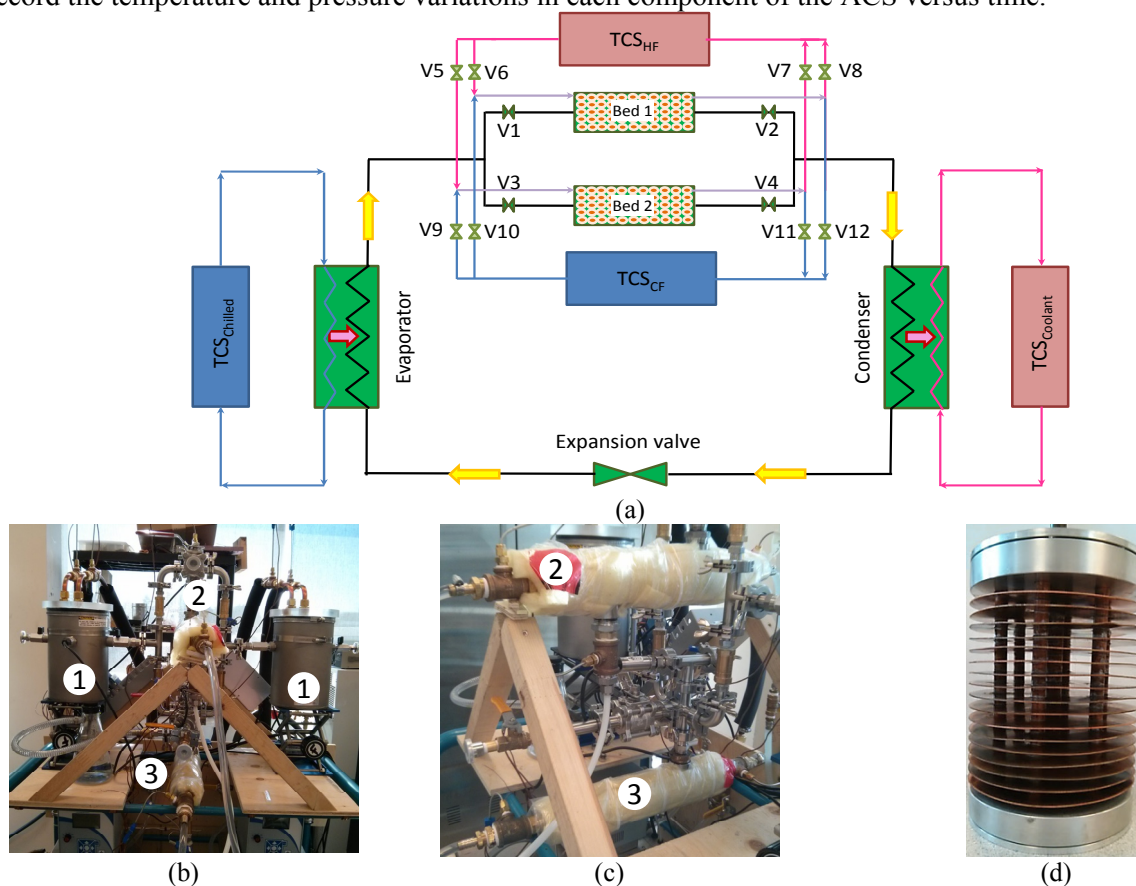 ecord the temperature and pressure variations in each component of the ACS versus time.
TCS_HF
V5 V6 V7 V8
Bed 1
V1 V2
V3 V4
Bed 2
V9 V10 V11 V12
TCS_CF
TCS_Chilled
Evaporator
Condenser
TCS_Coolant
Expansion valve
(a)
2
1
1
3
2
3
(b) (c) (d)